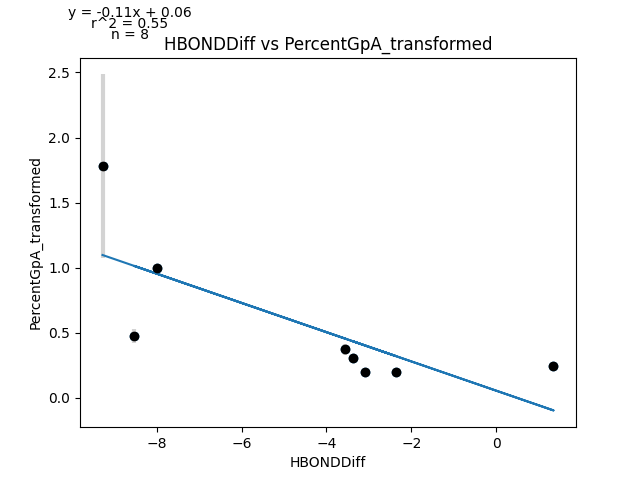 y = -0.11x + 0.06
r^2 = 0.55
n = 8
HBONDDiff vs PercentGpA_transformed
PercentGpA_transformed
2.5
2.0
1.5
1.0
0.5
0.0
−8
−6
−4
−2
0
HBONDDiff